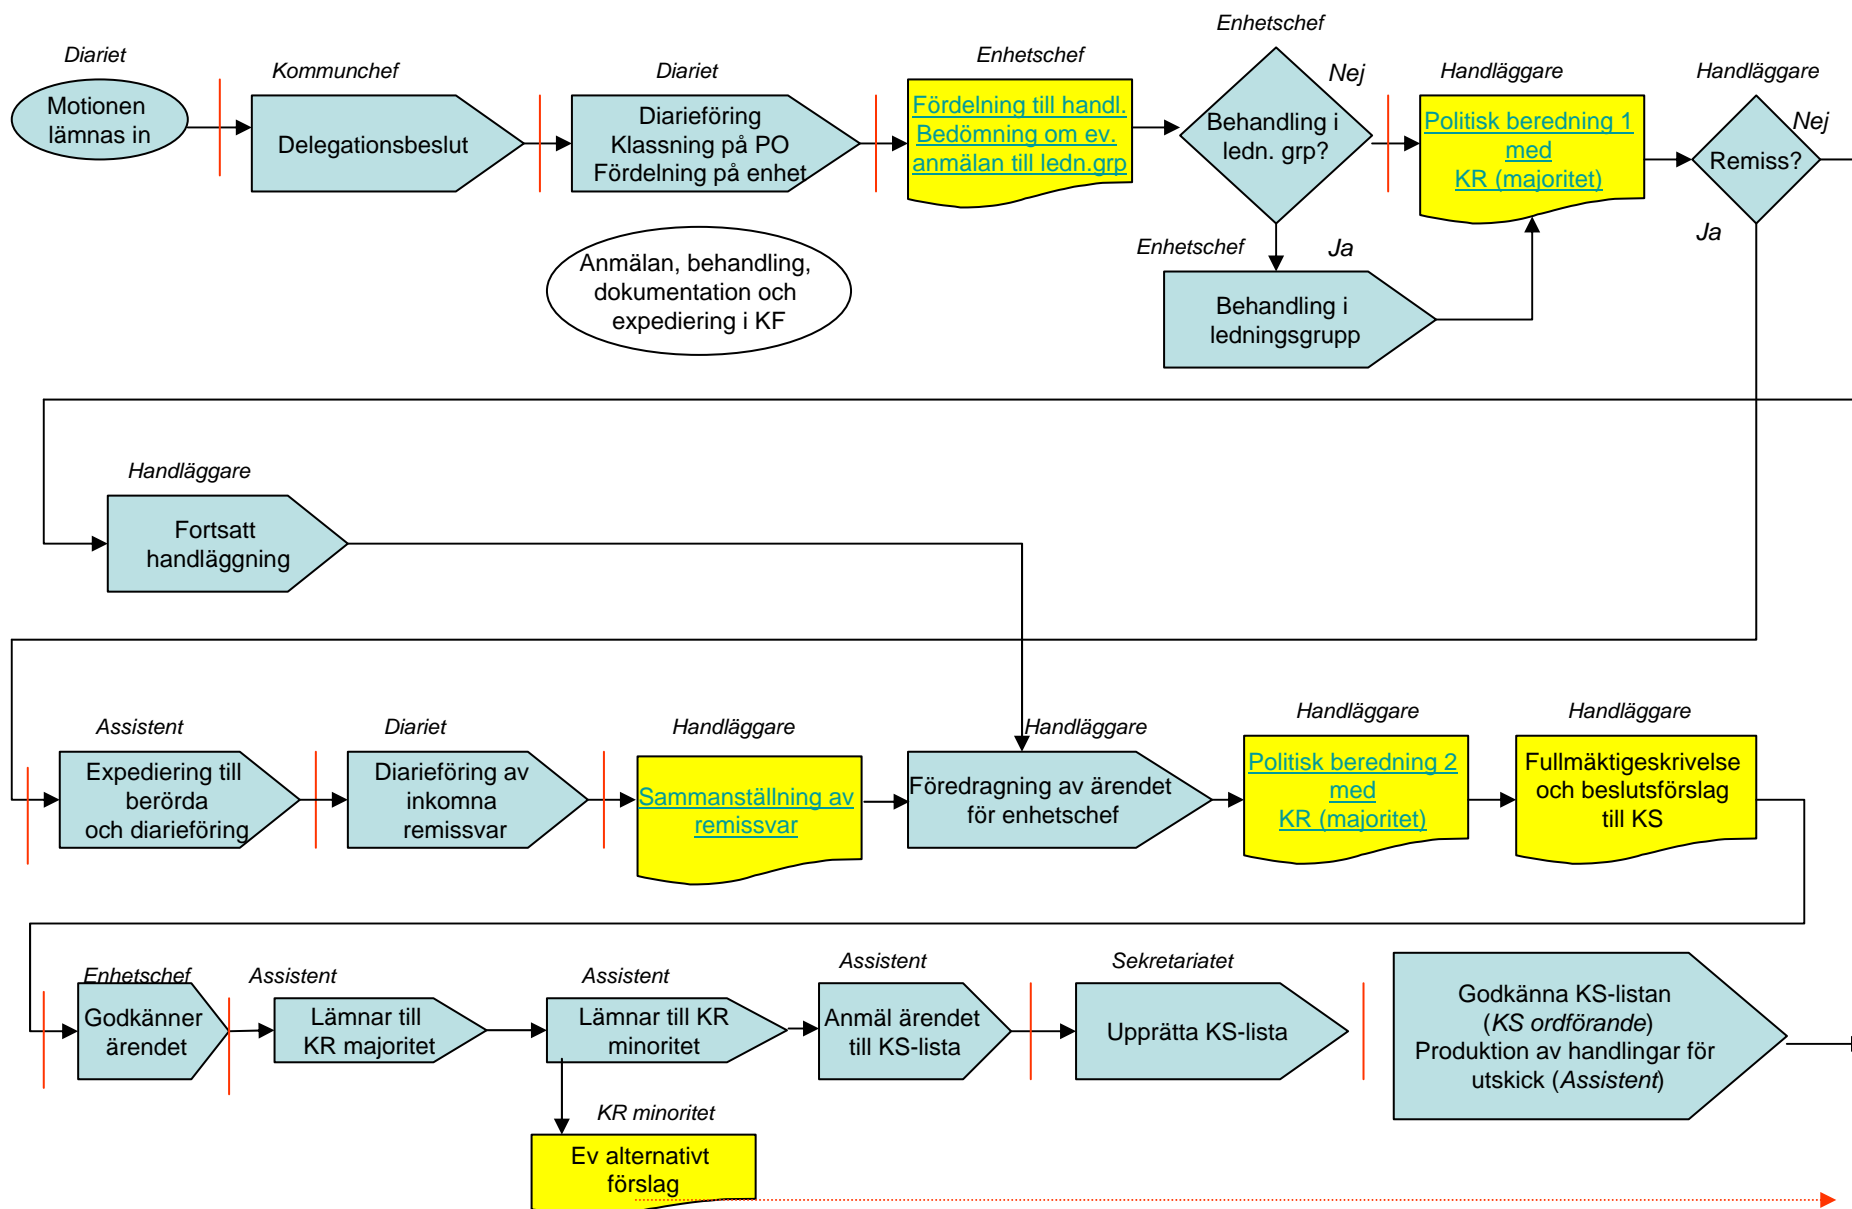 Diariet
Motionen
lämnas in
Kommunchef
Delegationsbeslut
Diariet
Diarieföring
Klassning på PO
Fördelning på enhet
Enhetschef
Fördelning till handl.
Bedömning om ev.
anmälan till ledn.grp
Enhetschef
Behandling i
ledn. grp?
Nej
Ja
Handläggare
Politisk beredning 1
med
KR (majoritet)
Handläggare
Remiss?
Nej
Ja
Anmälan, behandling,
dokumentation och
expediering i KF
Enhetschef
Behandling i
ledningsgrupp
Handläggare
Fortsatt
handläggning
Assistent
Expediering till
berörda
och diarieföring
Diariet
Diarieföring av
inkomna
remissvar
Handläggare
Sammanställning av
remissvar
Handläggare
Föredragning av ärendet
för enhetschef
Handläggare
Politisk beredning 2
med
KR (majoritet)
Handläggare
Fullmäktigeskrivelse
och beslutsförslag
till KS
Enhetschef
Godkänner
ärendet
Assistent
Lämnar till
KR majoritet
Assistent
Lämnar till KR
minoritet
Assistent
Anmäl ärendet
till KS-lista
Sekretariatet
Upprätta KS-lista
Godkänna KS-listan
(KS ordförande)
Produktion av handlingar för
utskick (Assistent)
KR minoritet
Ev alternativt
förslag